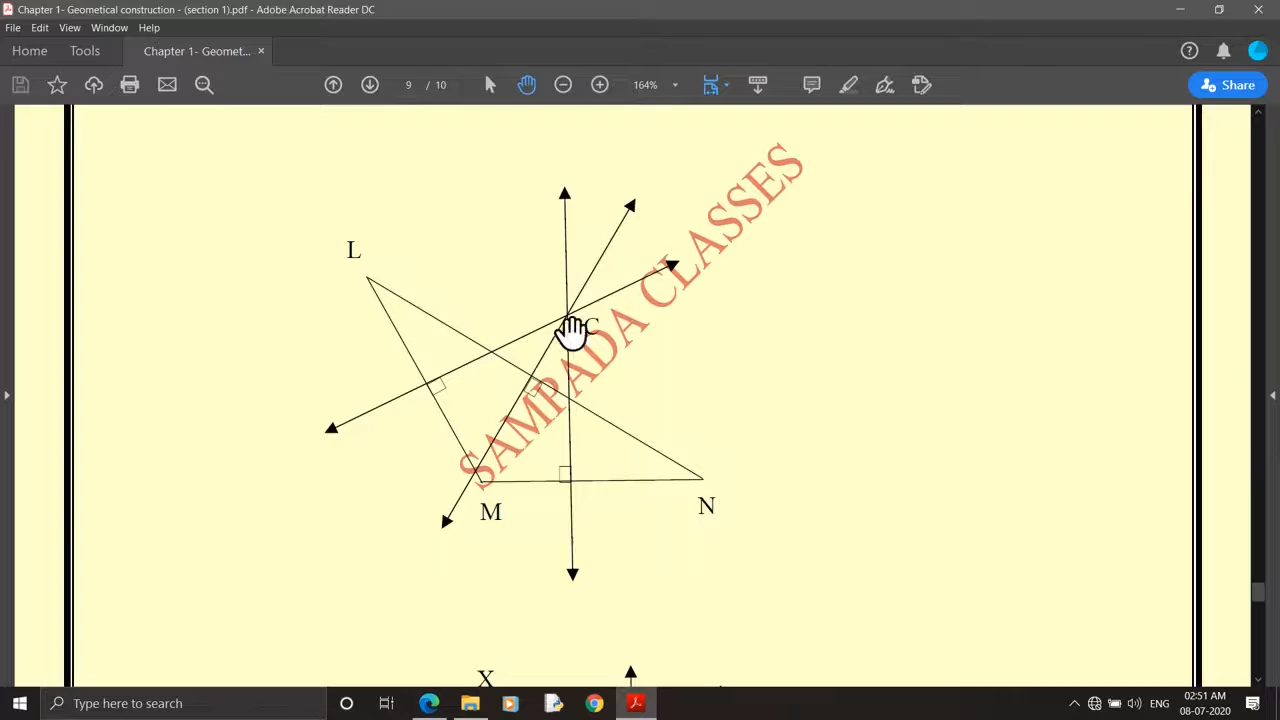 Chapter 1- Geometical construction - (section 1).pdf - Adobe Acrobat Reader DC
File Edit View Window Help
Home Tools Chapter 1- Geomet... ×
9 / 10 164% Share
SAMPADA CLASSES
L
C
M
N
X
Type here to search
ENG
02:51 AM
08-07-2020